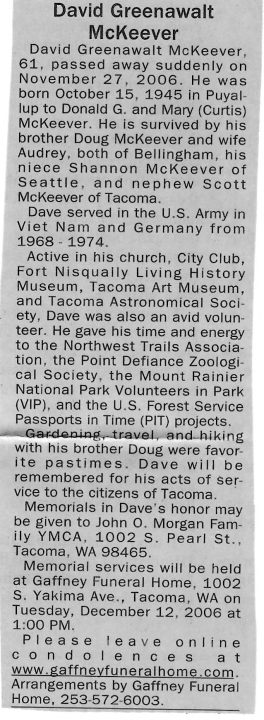 David Greenawalt
McKeever
David Greenawalt McKeever,
61, passed away suddenly on
November 27, 2006. He was
born October 15, 1945 in Puyal-
lup to Donald G. and Mary (Curtis)
McKeever. He is survived by his
brother Doug McKeever and wife
Audrey, both of Bellingham, his
niece Shannon McKeever of
Seattle, and nephew Scott
McKeever of Tacoma.
Dave served in the U.S. Army in
Viet Nam and Germany from
1968 - 1974.
Active in his church, City Club,
Fort Nisqually Living History
Museum, Tacoma Art Museum,
and Tacoma Astronomical Soci-
ety, Dave was also an avid volun-
teer. He gave his time and energy
to the Northwest Trails Associa-
tion, the Point Defiance Zoologi-
cal Society, the Mount Rainier
National Park Volunteers in Park
(VIP), and the U.S. Forest Service
Passports in Time (PIT) projects.
Gardening, travel, and hiking
with his brother Doug were favor-
ite pastimes. Dave will be
remembered for his acts of ser-
vice to the citizens of Tacoma.
Memorials in Dave's honor may
be given to John O. Morgan Fam-
ily YMCA, 1002 S. Pearl St.,
Tacoma, WA 98465.
Memorial services will be held
at Gaffney Funeral Home, 1002
S. Yakima Ave., Tacoma, WA on
Tuesday, December 12, 2006 at
1:00 PM.
Please leave online
condolences at
www.gaffneyfuneralhome.com.
Arrangements by Gaffney Funeral
Home, 253-572-6003.